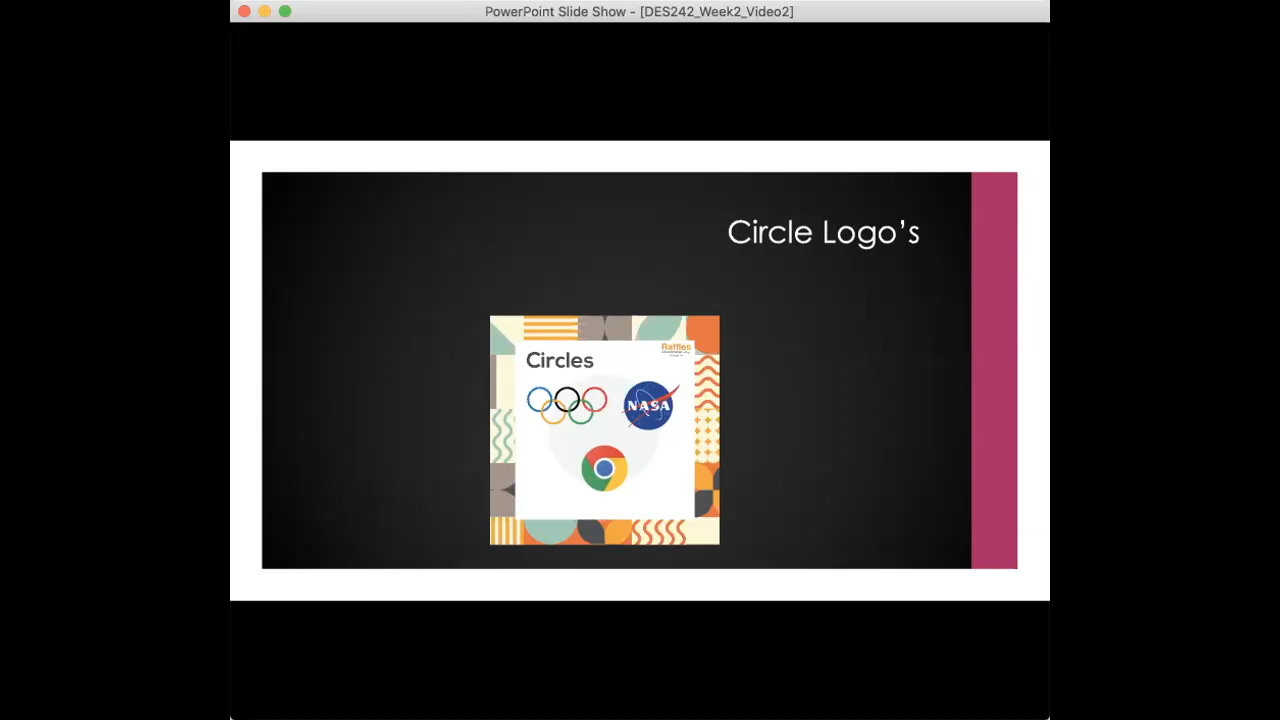 PowerPoint Slide Show - [DES242_Week2_Video2]
Circle Logo’s
Raffles
Circles
NASA